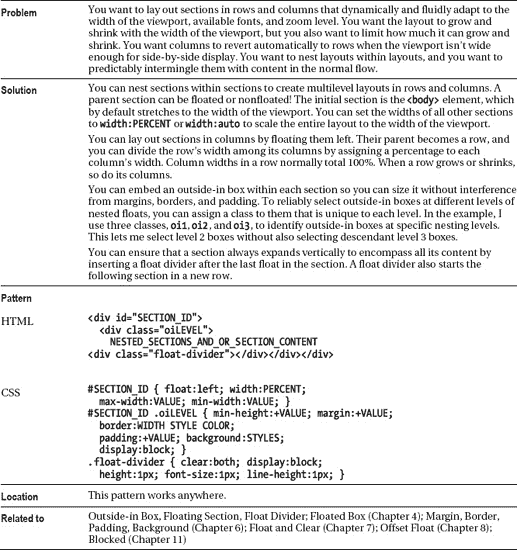 Problem
You want to lay out sections in rows and columns that dynamically and fluidly adapt to the
width of the viewport, available fonts, and zoom level. You want the layout to grow and
shrink with the width of the viewport, but you also want to limit how much it can grow and
shrink. You want columns to revert automatically to rows when the viewport isn't wide
enough for side-by-side display. You want to nest layouts within layouts, and you want to
predictably intermingle them with content in the normal flow.
Solution
You can nest sections within sections to create multilevel layouts in rows and columns. A
parent section can be floated or nonfloated! The initial section is the <body> element, which
by default stretches to the width of the viewport. You can set the widths of all other sections
to width:PERCENT or width:auto to scale the entire layout to the width of the viewport.
You can lay out sections in columns by floating them left. Their parent becomes a row, and
you can divide the row's width among its columns by assigning a percentage to each
column's width. Column widths in a row normally total 100%. When a row grows or shrinks,
so do its columns.
You can embed an outside-in box within each section so you can size it without interference
from margins, borders, and padding. To reliably select outside-in boxes at different levels of
nested floats, you can assign a class to them that is unique to each level. In the example, I
use three classes, oi1, oi2, and oi3, to identify outside-in boxes at specific nesting levels.
This lets me select level 2 boxes without also selecting descendant level 3 boxes.
You can ensure that a section always expands vertically to encompass all its content by
inserting a float divider after the last float in the section. A float divider also starts the
following section in a new row.
Pattern
HTML
<div id="SECTION_ID">
<div class="oiLEVEL">
NESTED_SECTIONS_AND_OR_SECTION_CONTENT
<div class="float-divider"></div></div></div>
CSS
#SECTION_ID { float:left; width:PERCENT;
max-width:VALUE; min-width:VALUE; }
#SECTION_ID .oiLEVEL { min-height:+VALUE; margin:+VALUE;
border:WIDTH STYLE COLOR;
padding:+VALUE; background:STYLES;
display:block; }
.float-divider { clear:both; display:block;
height:1px; font-size:1px; line-height:1px; }
Location
This pattern works anywhere.
Related to
Outside-in Box, Floating Section, Float Divider; Floated Box (Chapter 4); Margin, Border,
Padding, Background (Chapter 6); Float and Clear (Chapter 7); Offset Float (Chapter 8);
Blocked (Chapter 11)